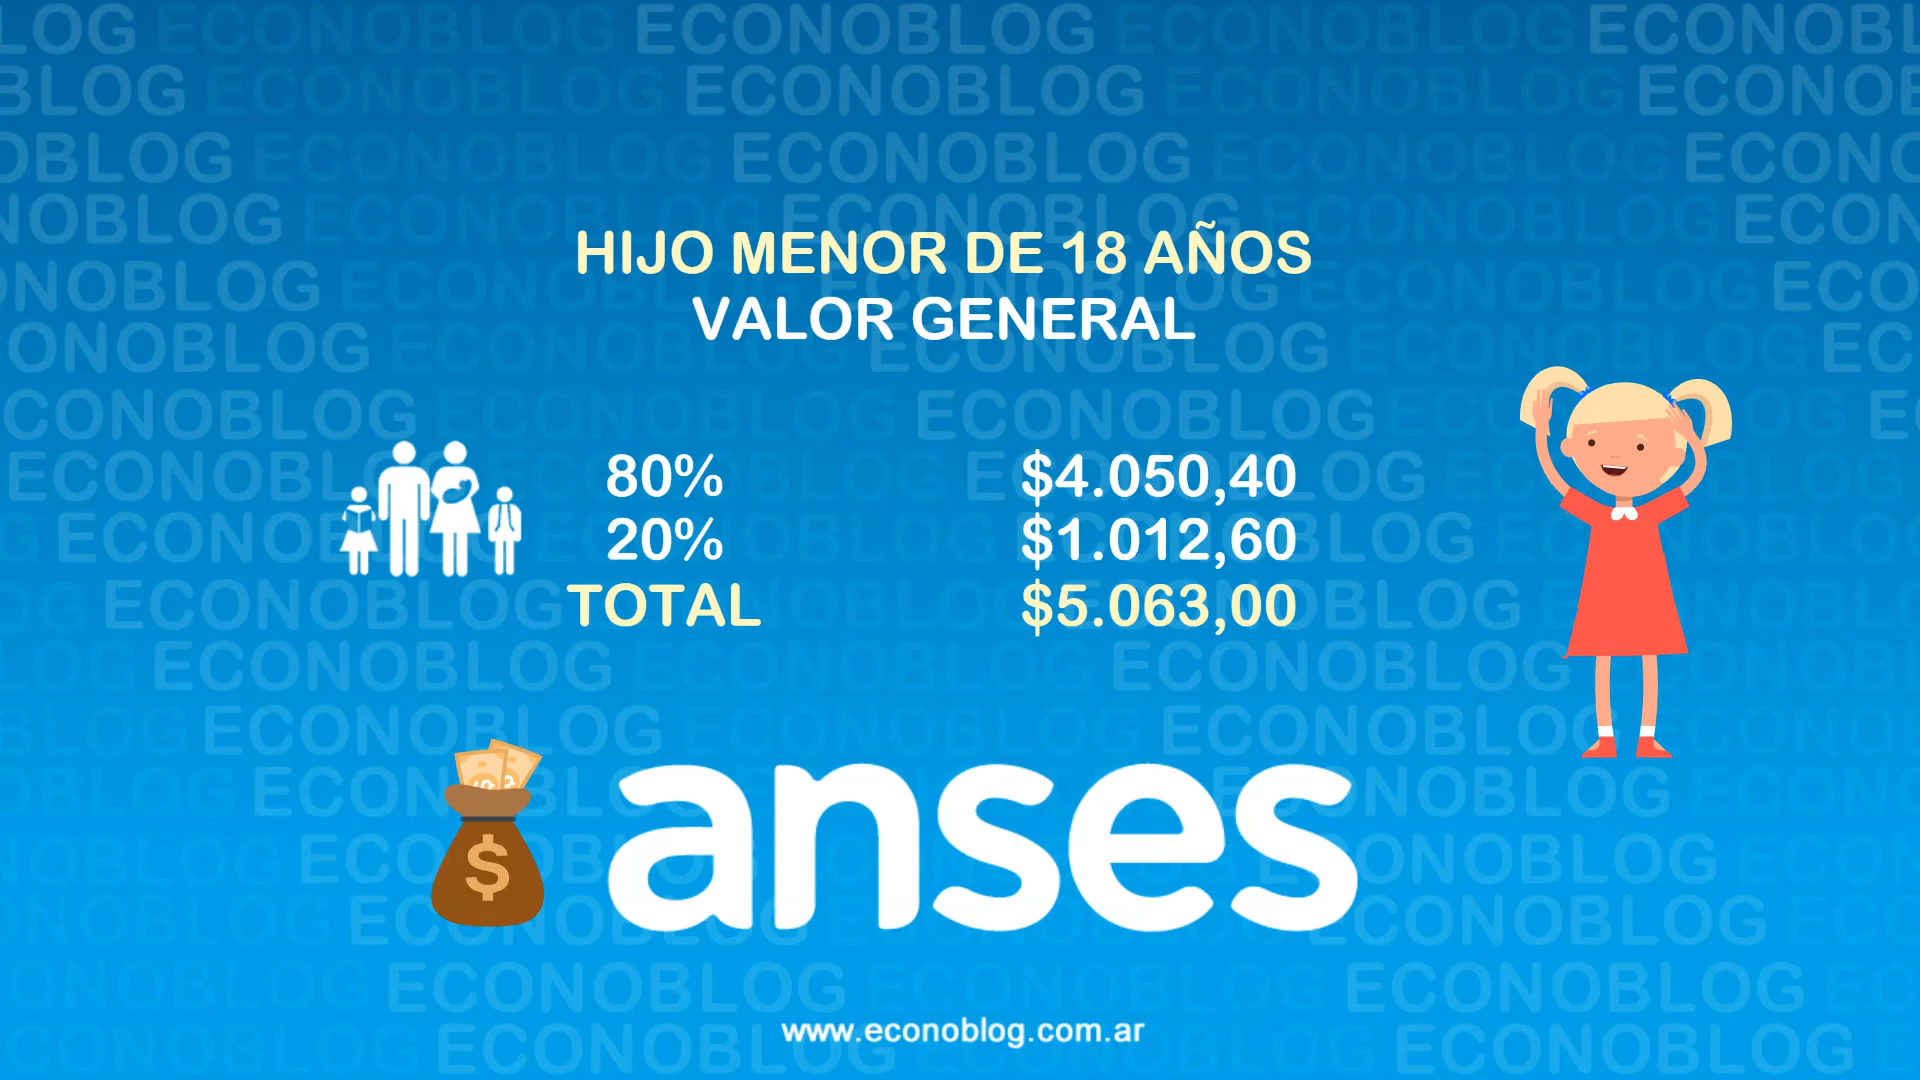 HIJO MENOR DE 18 AÑOS
VALOR GENERAL
80% $4.050,40
20% $1.012,60
TOTAL $5.063,00
$
anses
www.econoblog.com.ar
ECONOBLOG